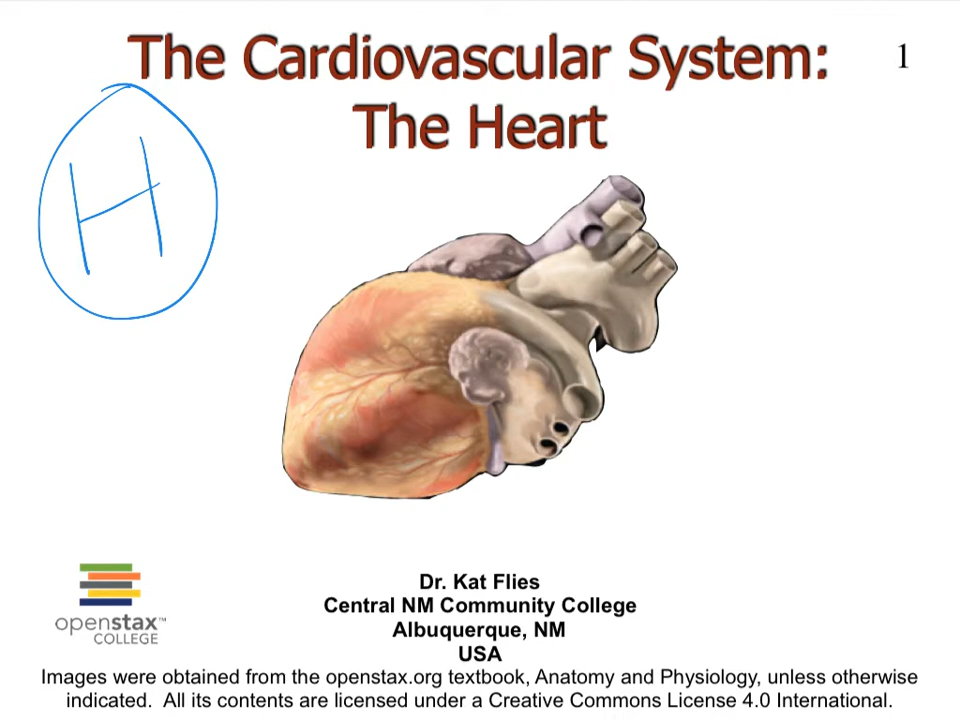 The Cardiovascular System:
The Heart
1
H
openstax™
COLLEGE
Dr. Kat Flies
Central NM Community College
Albuquerque, NM
USA
Images were obtained from the openstax.org textbook, Anatomy and Physiology, unless otherwise
indicated.  All its contents are licensed under a Creative Commons License 4.0 International.